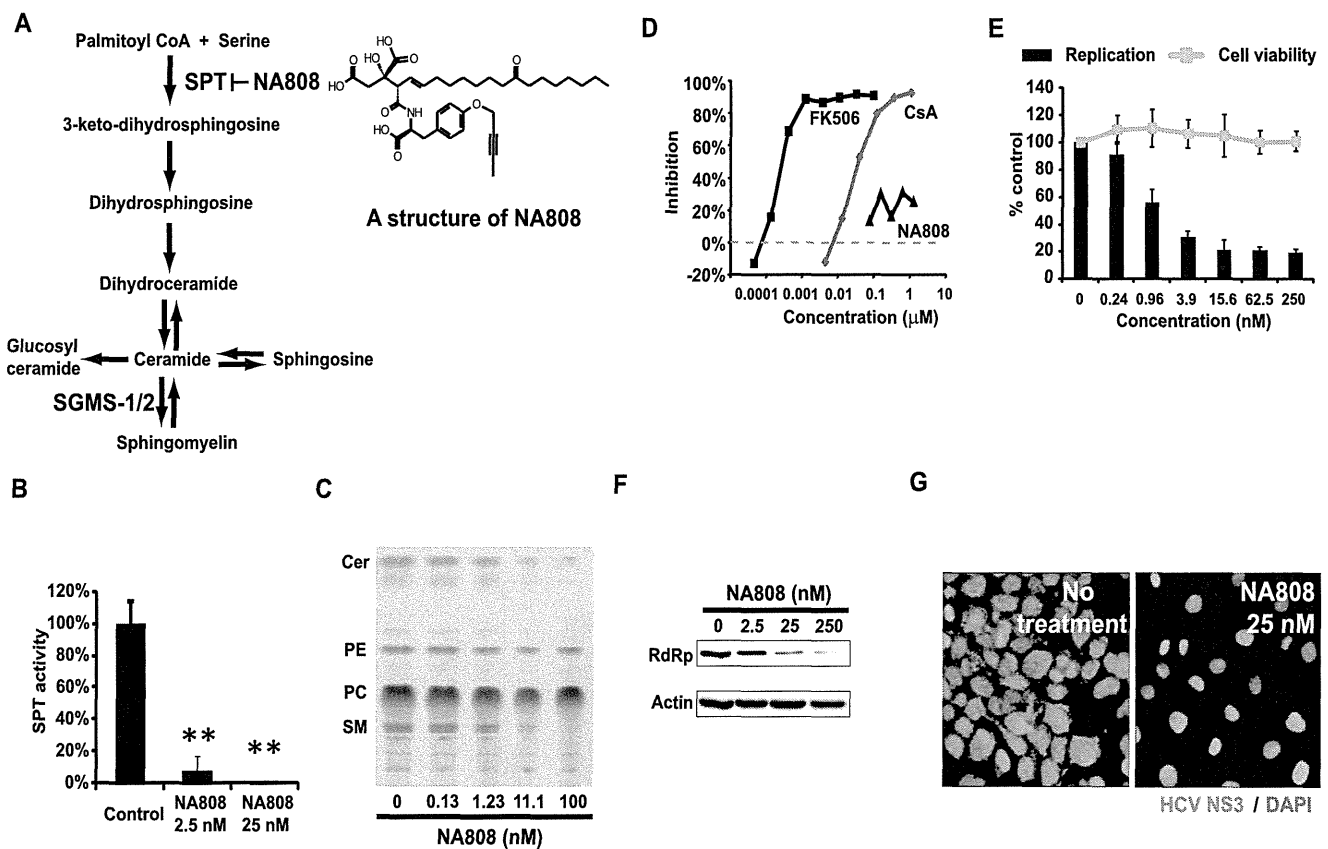 A
Palmitoyl CoA + Serine
SPT NA808
3-keto-dihydrosphingosine
Dihydrosphingosine
Dihydroceramide
Glucosyl
ceramide
Ceramide
Sphingosine
SGMS-1/2
Sphingomyelin
HO
O
HO
O
HO
O
O
NH
HO
O
O
O
A structure of NA808
B
SPT activity
120%
100%
80%
60%
40%
20%
0%
**
**
Control
NA808
2.5 nM
NA808
25 nM
C
Cer
PE
PC
SM
0 0.13 1.23 11.1 100
NA808 (nM)
D
Inhibition
100%
80%
60%
40%
20%
0%
-20%
FK506
CsA
NA808
0.0001 0.001 0.01 0.1 1 10
Concentration (μM)
E
Replication
Cell viability
% control
140
120
100
80
60
40
20
0
0 0.24 0.96 3.9 15.6 62.5 250
Concentration (nM)
F
NA808 (nM)
0 2.5 25 250
RdRp
Actin
G
No
treatment
NA808
25 nM
HCV NS3 / DAPI